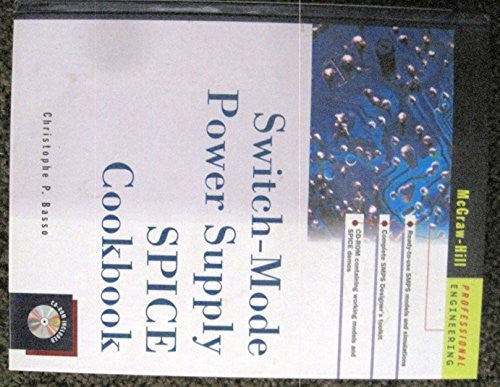 McGraw-Hill
PROFESSIONAL
ENGINEERING
• Ready-to-use SMPS models and simulations
• Complete SMPS Designer's toolkit
• CD-ROM containing working models and
SPICE demos
Switch-Mode
Power Supply
SPICE
Cookbook
Christophe P. Basso
CD-ROM INCLUDED